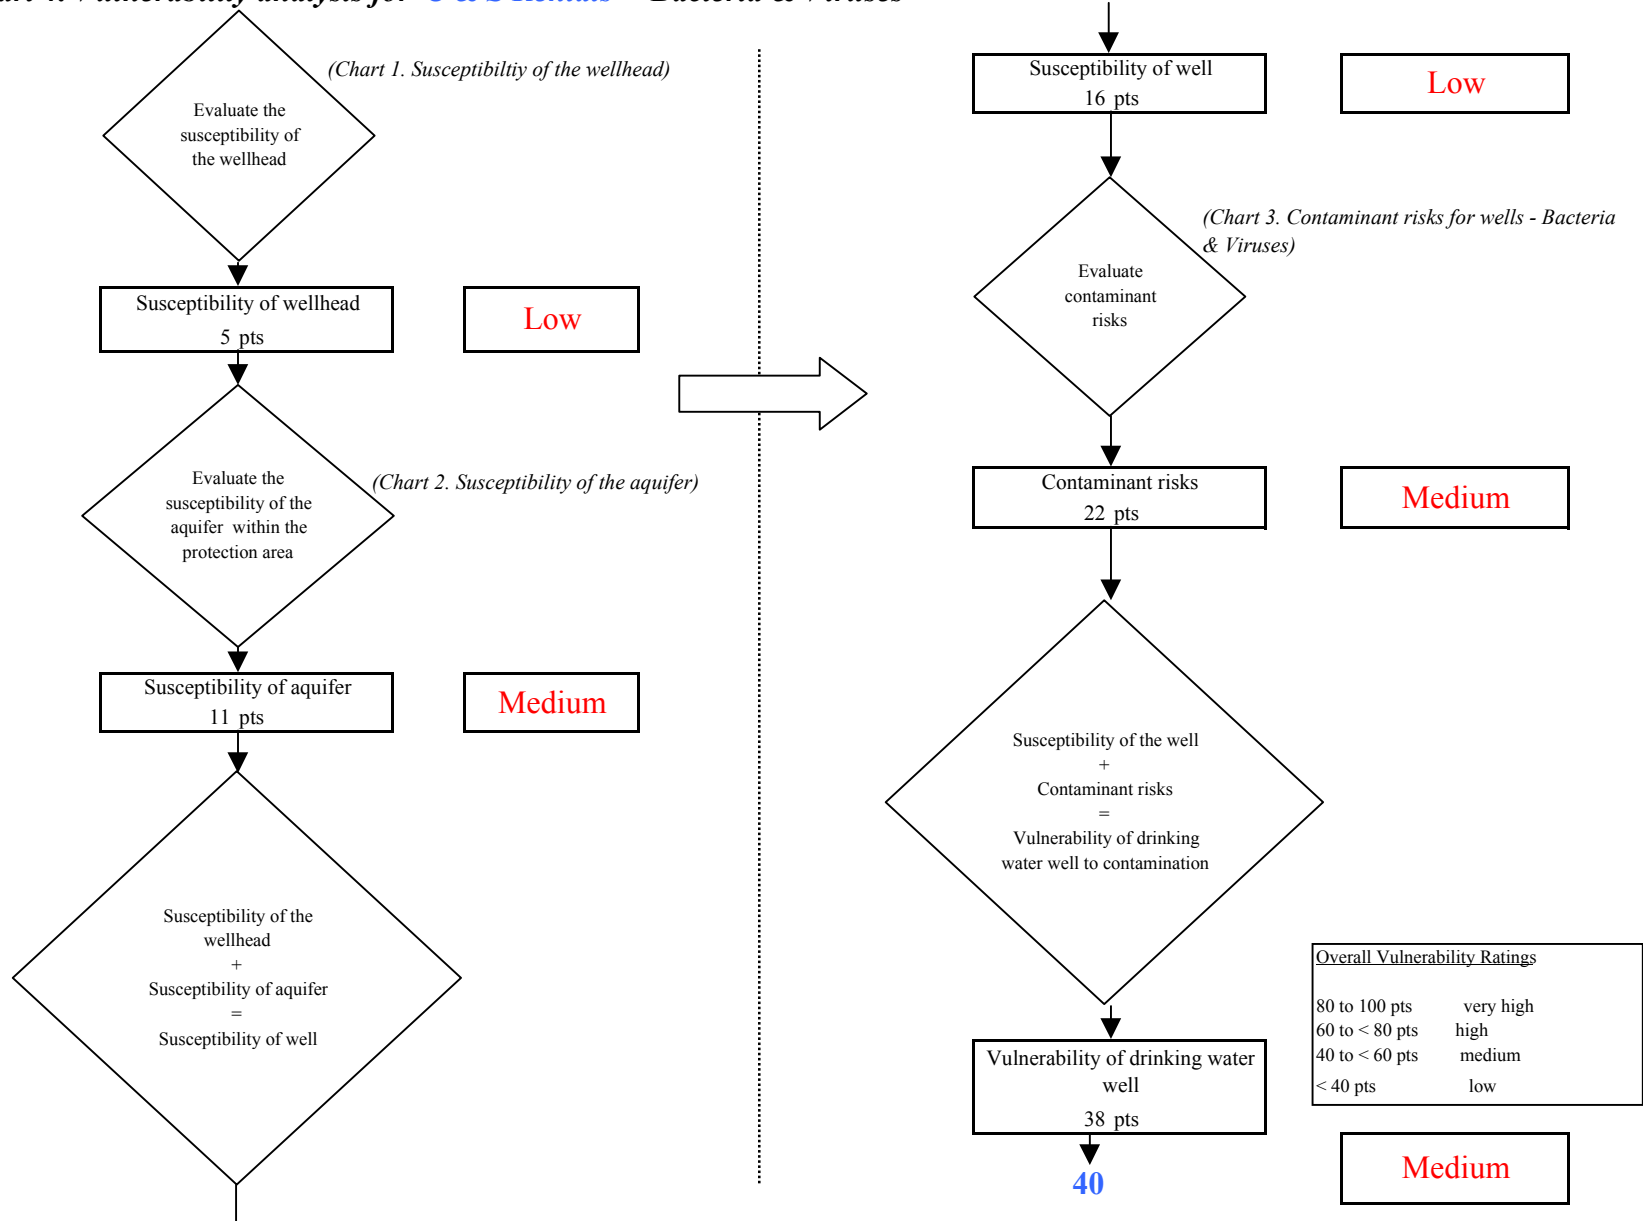 Vulnerability analysis for
Rentals
Bacteria & Viruses
(Chart 1. Susceptibiltiy of the wellhead)
Evaluate the
susceptibility of
the wellhead
Susceptibility of wellhead
5 pts
Low
Evaluate the
susceptibility of the
aquifer within the
protection area
(Chart 2. Susceptibility of the aquifer)
Susceptibility of aquifer
11 pts
Medium
Susceptibility of the
wellhead
+
Susceptibility of aquifer
=
Susceptibility of well
Susceptibility of well
16 pts
Low
(Chart 3. Contaminant risks for wells - Bacteria
& Viruses)
Evaluate
contaminant
risks
Contaminant risks
22 pts
Medium
Susceptibility of the well
+
Contaminant risks
=
Vulnerability of drinking
water well to contamination
Overall Vulnerability Ratings
80 to 100 pts very high
60 to < 80 pts high
40 to < 60 pts medium
< 40 pts low
Vulnerability of drinking water
well
38 pts
40
Medium